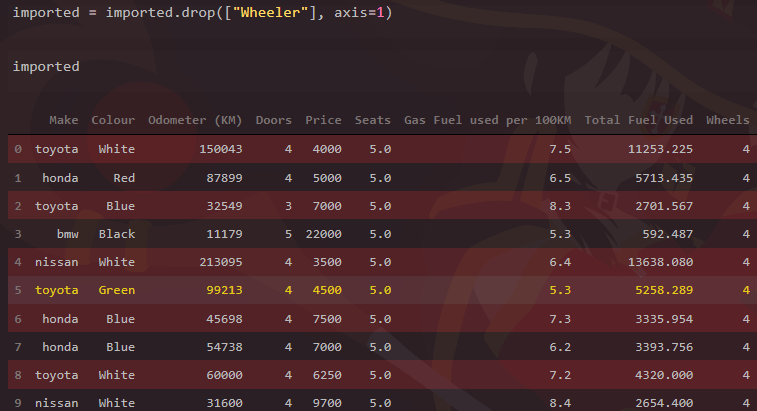 imported = imported.drop(["Wheeler"], axis=1)
imported
Make Colour Odometer (KM) Doors Price Seats Gas Fuel used per 100KM Total Fuel Used Wheels
0 toyota White 150043 4 4000 5.0 7.5 11253.225 4
1 honda Red 87899 4 5000 5.0 6.5 5713.435 4
2 toyota Blue 32549 3 7000 5.0 8.3 2701.567 4
3 bmw Black 11179 5 22000 5.0 5.3 592.487 4
4 nissan White 213095 4 3500 5.0 6.4 13638.080 4
5 toyota Green 99213 4 4500 5.0 5.3 5258.289 4
6 honda Blue 45698 4 7500 5.0 7.3 3335.954 4
7 honda Blue 54738 4 7000 5.0 6.2 3393.756 4
8 toyota White 60000 4 6250 5.0 7.2 4320.000 4
9 nissan White 31600 4 9700 5.0 8.4 2654.400 4